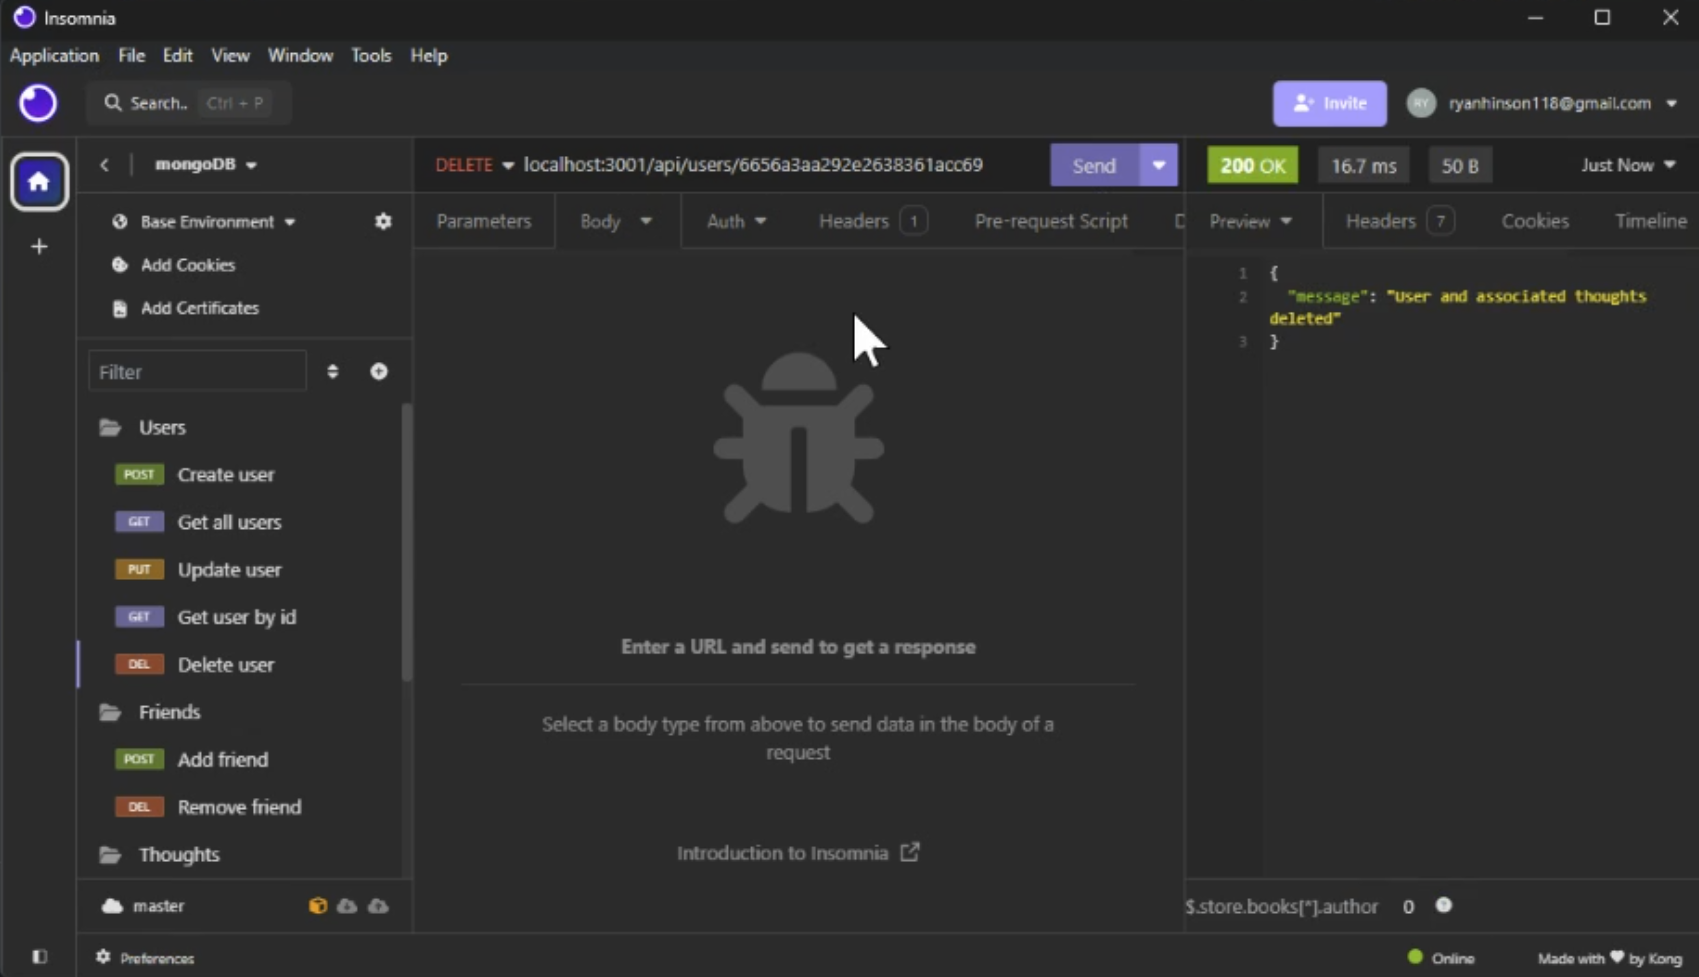 Insomnia
Application File Edit View Window Tools Help
Search.. Ctrl + P
Invite
RY
ryanhinson118@gmail.com
mongoDB
DELETE localhost:3001/api/users/6656a3aa292e2638361acc69
Send
200 OK 16.7 ms 50 B Just Now
Base Environment
Parameters Body Auth Headers 1 Pre-request Script
Preview Headers 7 Cookies Timeline
Add Cookies
Add Certificates
1 {
2 "message": "User and associated thoughts
deleted"
3 }
Filter
Users
POST Create user
GET Get all users
PUT Update user
GET Get user by id
DEL Delete user
Friends
POST Add friend
DEL Remove friend
Thoughts
Enter a URL and send to get a response
Select a body type from above to send data in the body of a
request
Introduction to Insomnia
master
$.store.books[*].author 0
Preferences
Online
Made with ♥ by Kong